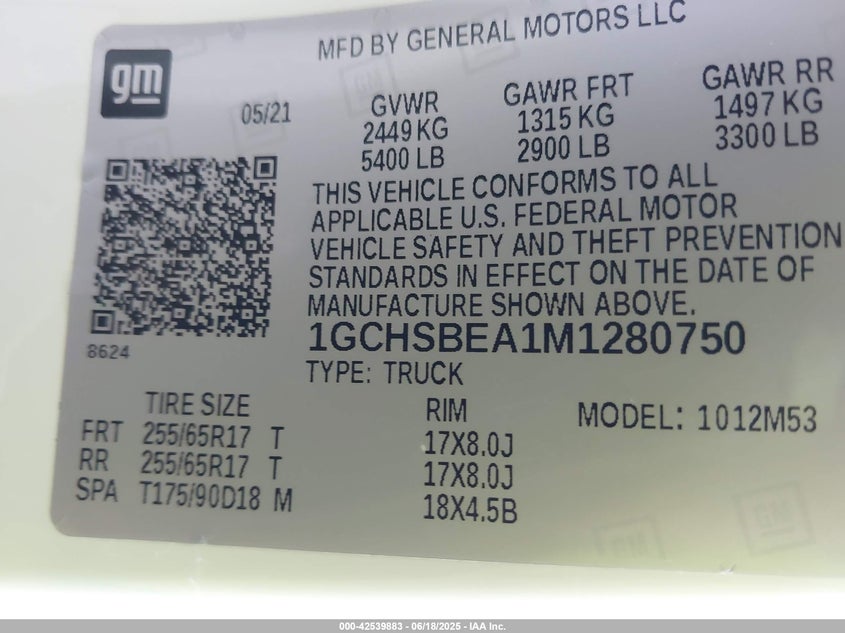 MFD BY GENERAL MOTORS LLC
gm
05/21
GVWR
2449 KG
5400 LB
GAWR FRT
1315 KG
2900 LB
GAWR RR
1497 KG
3300 LB
THIS VEHICLE CONFORMS TO ALL
APPLICABLE U.S. FEDERAL MOTOR
VEHICLE SAFETY AND THEFT PREVENTION
STANDARDS IN EFFECT ON THE DATE OF
MANUFACTURE SHOWN ABOVE.
1GCHSBEA1M1280750
TYPE: TRUCK
8624
TIRE SIZE RIM MODEL: 1012M53
FRT 255/65R17 T 17X8.0J
RR 255/65R17 T 17X8.0J
SPA T175/90D18 M 18X4.5B
000-42539883 - 06/18/2025 - IAA Inc.